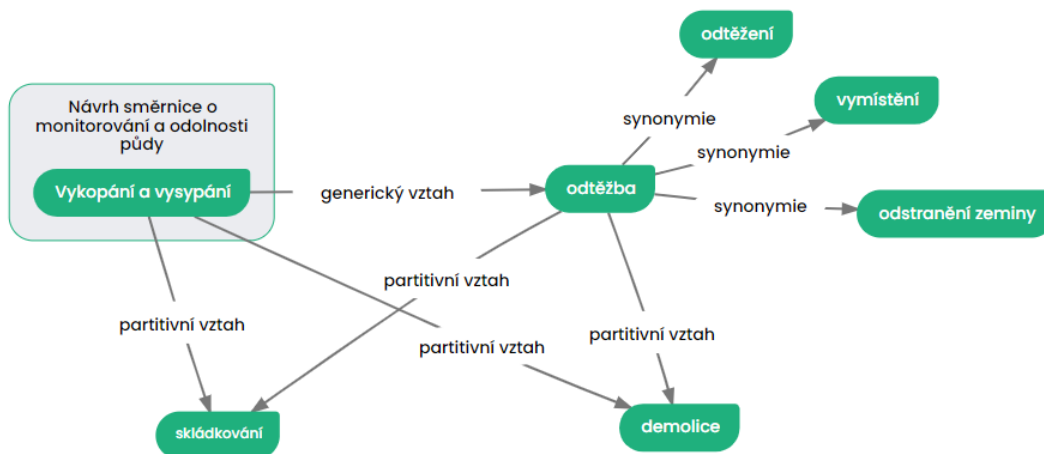 odtěžení
Návrh směrnice o
monitorování a odolnosti
půdy
vymístění
synonymie
synonymie
Vykopání a vysypání
generický vztah
odtěžba
synonymie
odstranění zeminy
partitivní vztah
partitivní vztah
partitivní vztah
partitivní vztah
skládkování
demolice